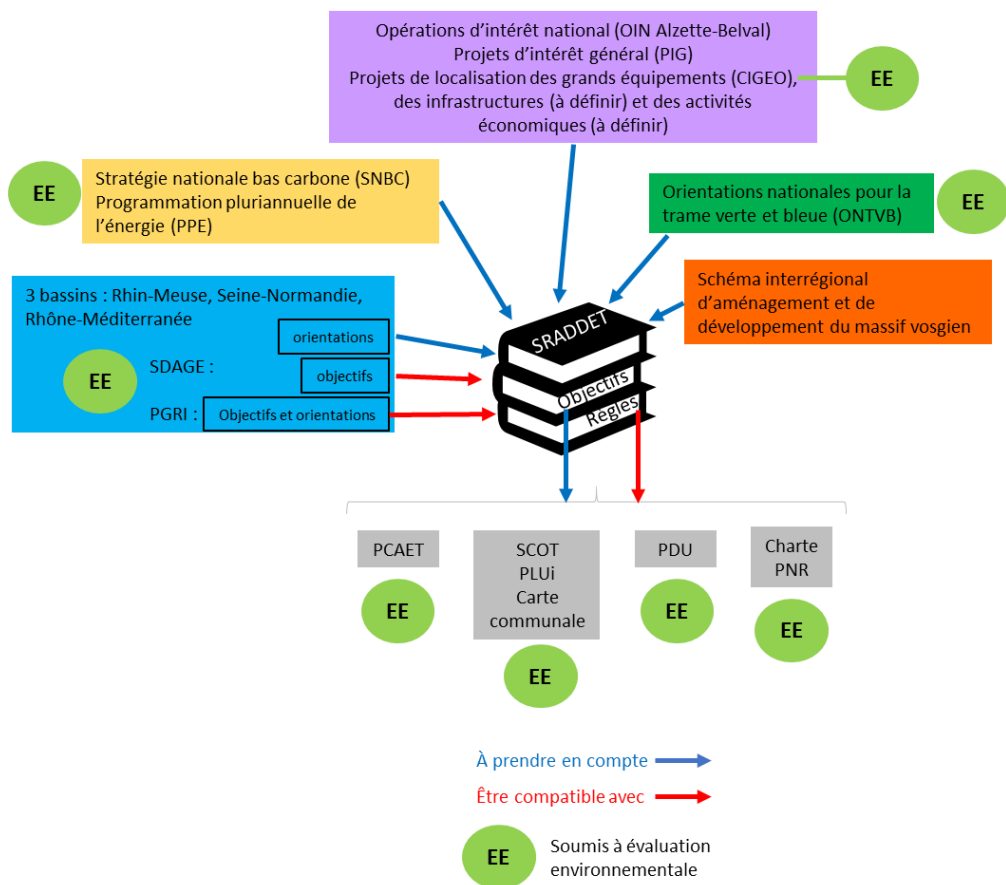 Opérations d'intérêt national (OIN Alzette-Belval)
Projets d'intérêt général (PIG)
Projets de localisation des grands équipements (CIGEO),
des infrastructures (à définir) et des activités
économiques (à définir)
EE
EE
Stratégie nationale bas carbone (SNBC)
Programmation pluriannuelle de
l'énergie (PPE)
Orientations nationales pour la
trame verte et bleue (ONTVB)
EE
3 bassins : Rhin-Meuse, Seine-Normandie,
Rhône-Méditerranée
orientations
EE
SDAGE :
objectifs
PGRI :
Objectifs et orientations
Schéma interrégional
d'aménagement et de
développement du massif vosgien
SRADDET
Objectifs
Règles
PCAET
EE
SCOT
PLUi
Carte
communale
EE
PDU
EE
Charte
PNR
EE
À prendre en compte
Être compatible avec
EE
Soumis à évaluation
environnementale